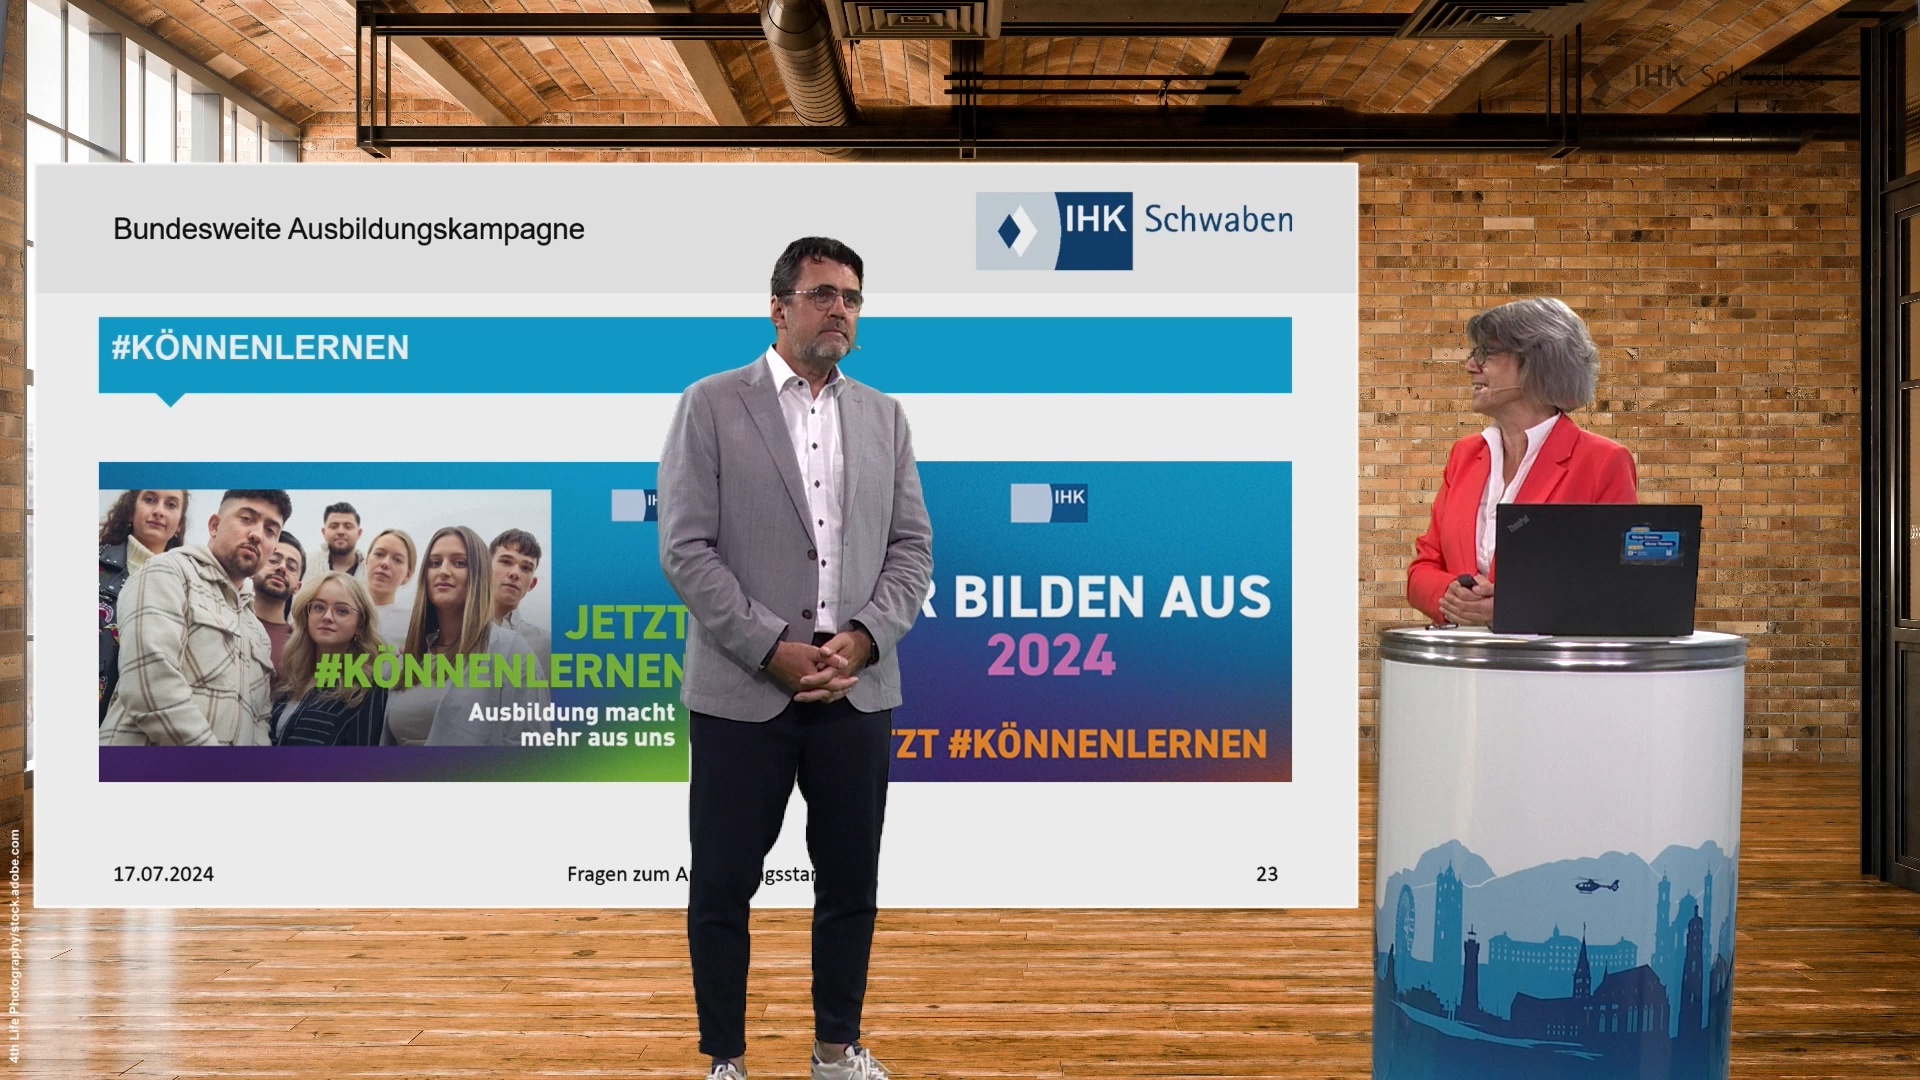 IHK Schwaben
Bundesweite Ausbildungskampagne
IHK Schwaben
#KÖNNENLERNEN
IHK
IHK
JETZT
#KÖNNENLERNEN
Ausbildung macht
mehr aus uns
BILDEN AUS
2024
#KÖNNENLERNEN
17.07.2024
Fragen zum
23
ThinkPad
4th Life Photography/stock.adobe.com